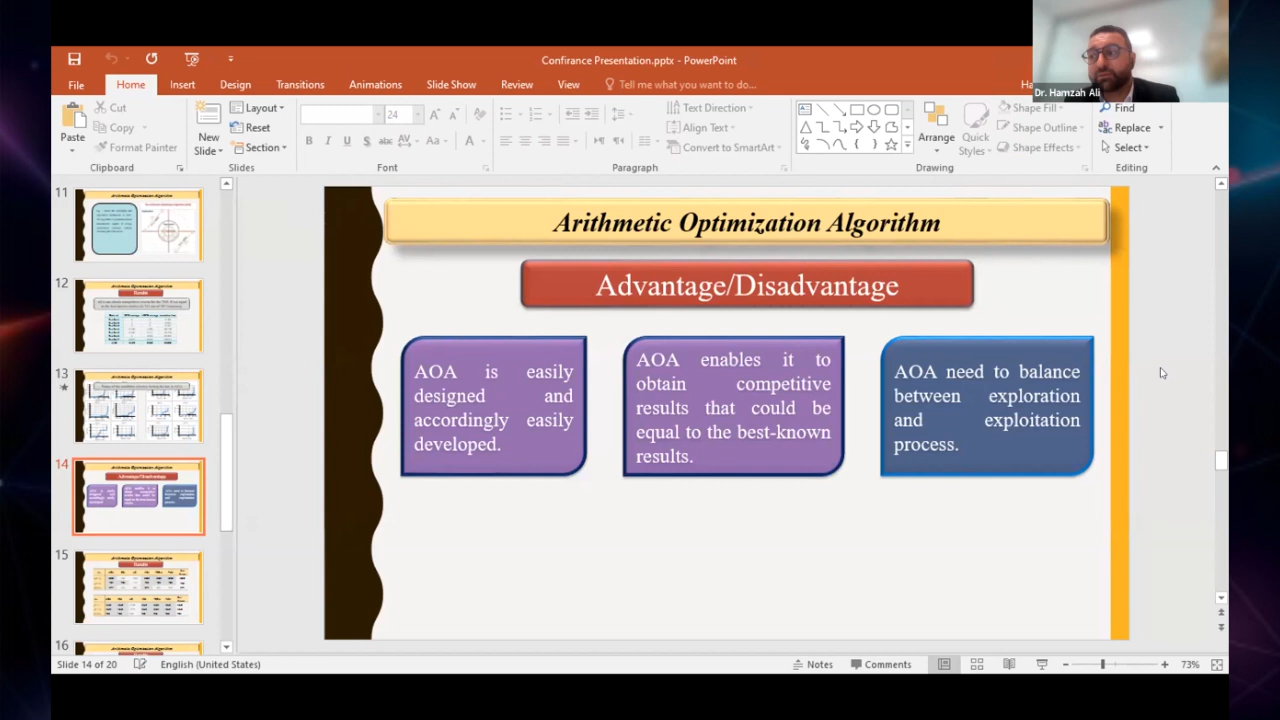 Confirance Presentation.pptx - PowerPoint
Dr. Hamzah Ali
File Home Insert Design Transitions Animations Slide Show Review View Tell me what you want to do...
Paste
Cut
Copy
Format Painter
Clipboard
New
Slide
Layout
Reset
Section
Slides
24
B I U S abc AV Aa A
Font
Text Direction
Align Text
Convert to SmartArt
Paragraph
Arrange
Quick
Styles
Shape Fill
Shape Outline
Shape Effects
Drawing
Find
Replace
Select
Editing
11
12
13
14
15
16
Arithmetic Optimization Algorithm
Advantage/Disadvantage
AOA is easily
designed and
accordingly easily
developed.
AOA enables it to
obtain competitive
results that could be
equal to the best-known
results.
AOA need to balance
between exploration
and exploitation
process.
Slide 14 of 20 English (United States) Notes Comments 73%